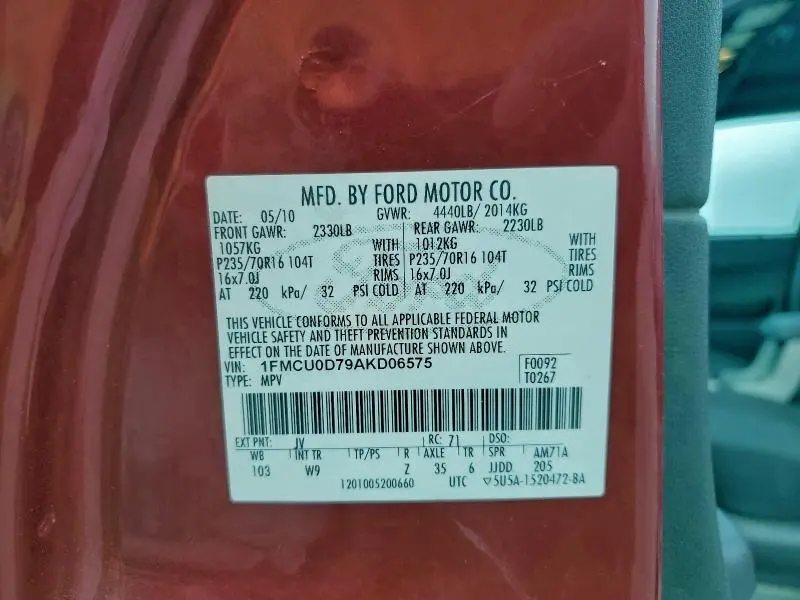 MFD. BY FORD MOTOR CO.
DATE: 05/10 GVWR: 4440LB/ 2014KG
FRONT GAWR: 2330LB REAR GAWR: 2230LB
1057KG WITH 1012KG WITH
P235/70R16 104T TIRES P235/70R16 104T TIRES
16x7.0J RIMS 16x7.0J RIMS
AT 220 kPa/ 32 PSI COLD AT 220 kPa/ 32 PSI COLD
THIS VEHICLE CONFORMS TO ALL APPLICABLE FEDERAL MOTOR
VEHICLE SAFETY AND THEFT PREVENTION STANDARDS IN
EFFECT ON THE DATE OF MANUFACTURE SHOWN ABOVE.
VIN: 1FMCU0D79AKD06575 F0092
TYPE: MPV T0267
EXT PNT: JV RC: 71 DSO:
WB INT TR TP/PS R AXLE TR SPR AM71A
103 W9 Z 35 6 JJDD 205
1201005200660 UTC ▽5U5A-1520472-BA